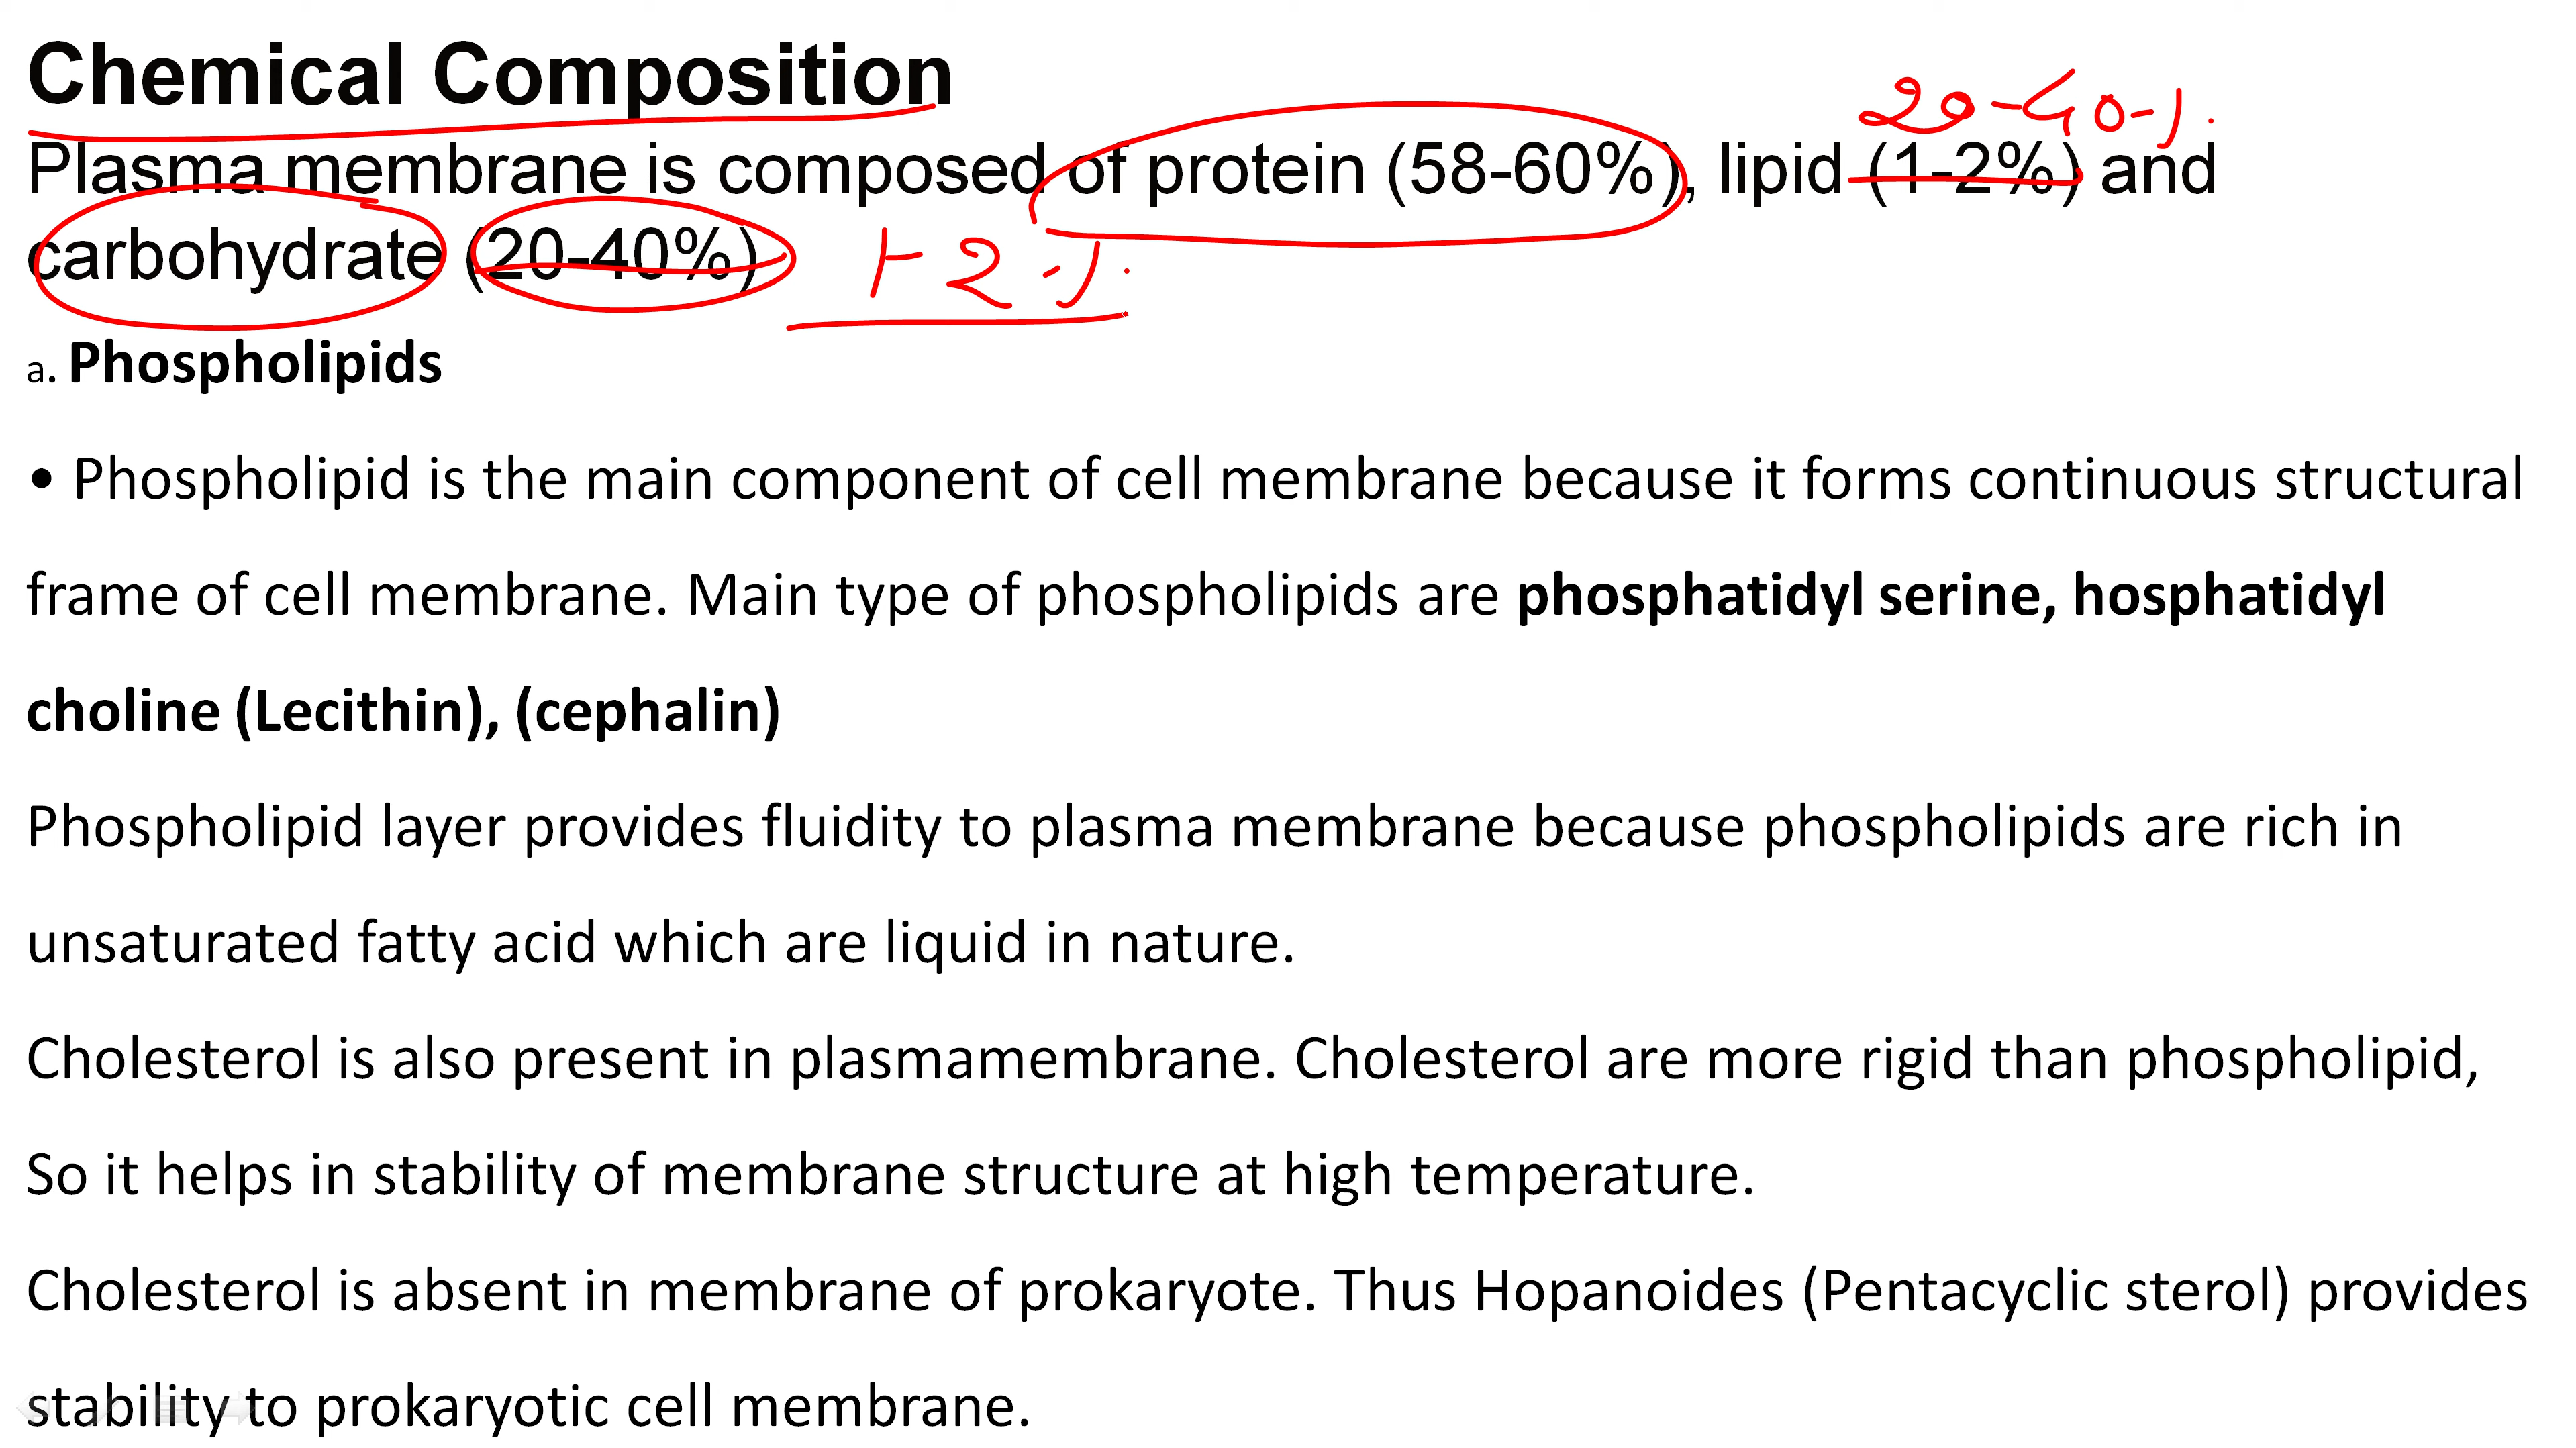 Chemical Composition
20-40%
Plasma membrane is composed of protein (58-60%), lipid (1-2%) and
carbohydrate (20-40%) 1-2%
a. Phospholipids
• Phospholipid is the main component of cell membrane because it forms continuous structural
frame of cell membrane. Main type of phospholipids are phosphatidyl serine, hosphatidyl
choline (Lecithin), (cephalin)
Phospholipid layer provides fluidity to plasma membrane because phospholipids are rich in
unsaturated fatty acid which are liquid in nature.
Cholesterol is also present in plasmamembrane. Cholesterol are more rigid than phospholipid,
So it helps in stability of membrane structure at high temperature.
Cholesterol is absent in membrane of prokaryote. Thus Hopanoides (Pentacyclic sterol) provides
stability to prokaryotic cell membrane.